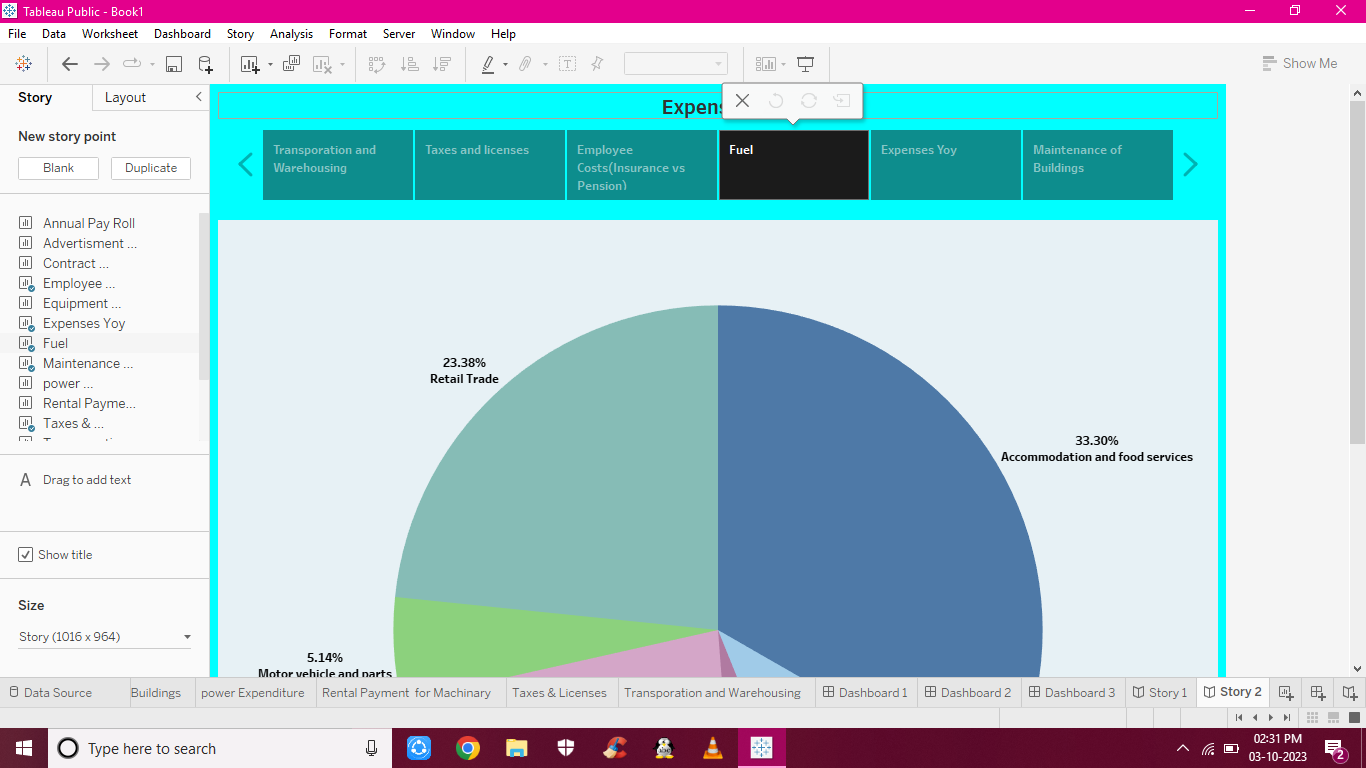 Tableau Public - Book1
File Data Worksheet Dashboard Story Analysis Format Server Window Help
Show Me
Story Layout
New story point
Blank Duplicate
Annual Pay Roll
Advertisment ...
Contract ...
Employee ...
Equipment ...
Expenses Yoy
Fuel
Maintenance ...
power ...
Rental Payme...
Taxes & ...
A Drag to add text
Show title
Size
Story (1016 x 964)
Transporation and
Warehousing
Taxes and licenses
Employee
Costs(Insurance vs
Pension)
Fuel
Expenses Yoy
Maintenance of
Buildings
23.38%
Retail Trade
33.30%
Accommodation and food services
5.14%
Motor vehicle and parts
Data Source Buildings power Expenditure Rental Payment for Machinary Taxes & Licenses Transporation and Warehousing Dashboard 1 Dashboard 2 Dashboard 3 Story 1 Story 2
Type here to search
02:31 PM
03-10-2023
2